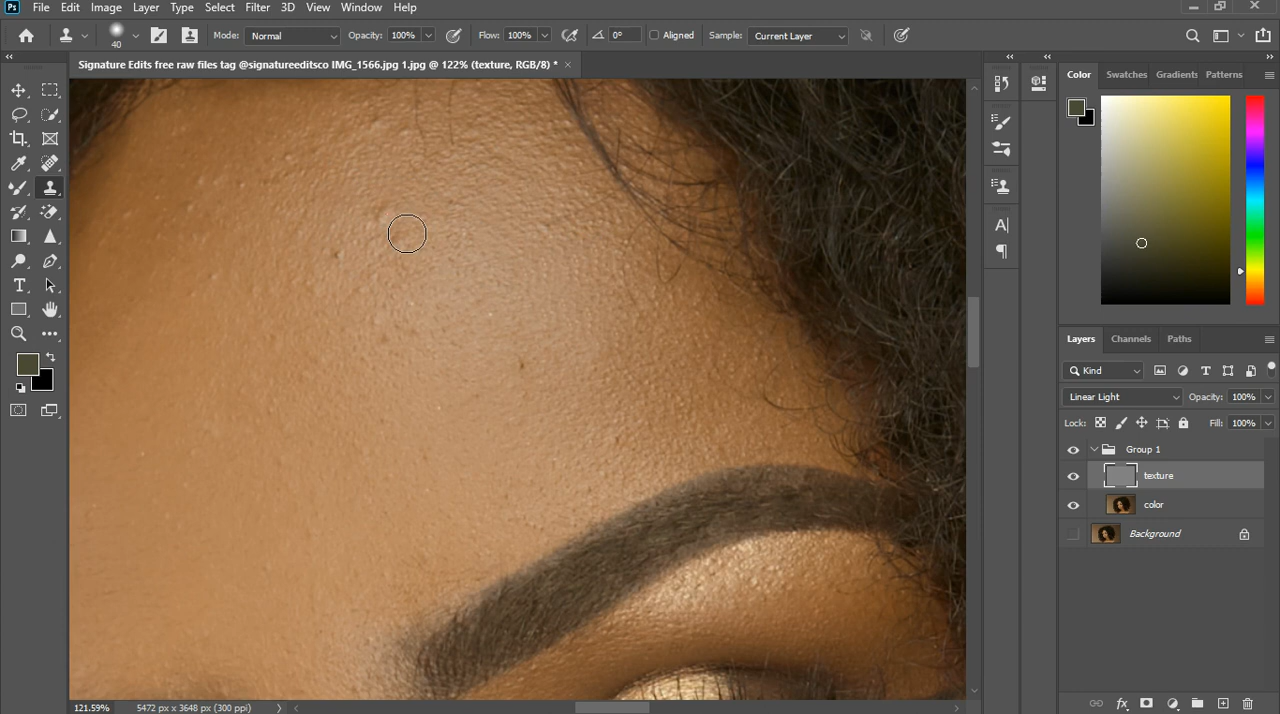 Ps File Edit Image Layer Type Select Filter 3D View Window Help
40 Mode: Normal Opacity: 100% Flow: 100% 0° Aligned Sample: Current Layer
Signature Edits free raw files tag @signatureeditsco IMG_1566.jpg 1.jpg @ 122% (texture, RGB/8) *
Color Swatches Gradients Patterns
Layers Channels Paths
Kind
Linear Light Opacity: 100%
Lock: Fill: 100%
Group 1
texture
color
Background
121.59% 5472 px x 3648 px (300 ppi)